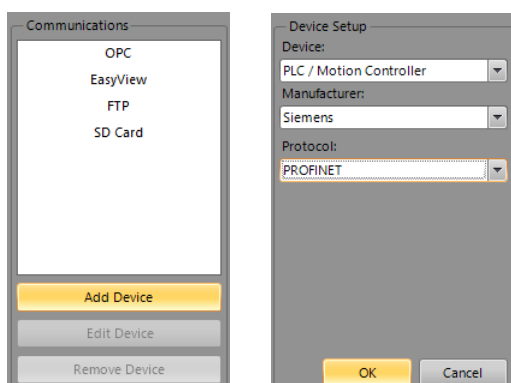 Communications
OPC
EasyView
FTP
SD Card
Add Device
Edit Device
Remove Device
Device Setup
Device:
PLC / Motion Controller
Manufacturer:
Siemens
Protocol:
PROFINET
OK
Cancel